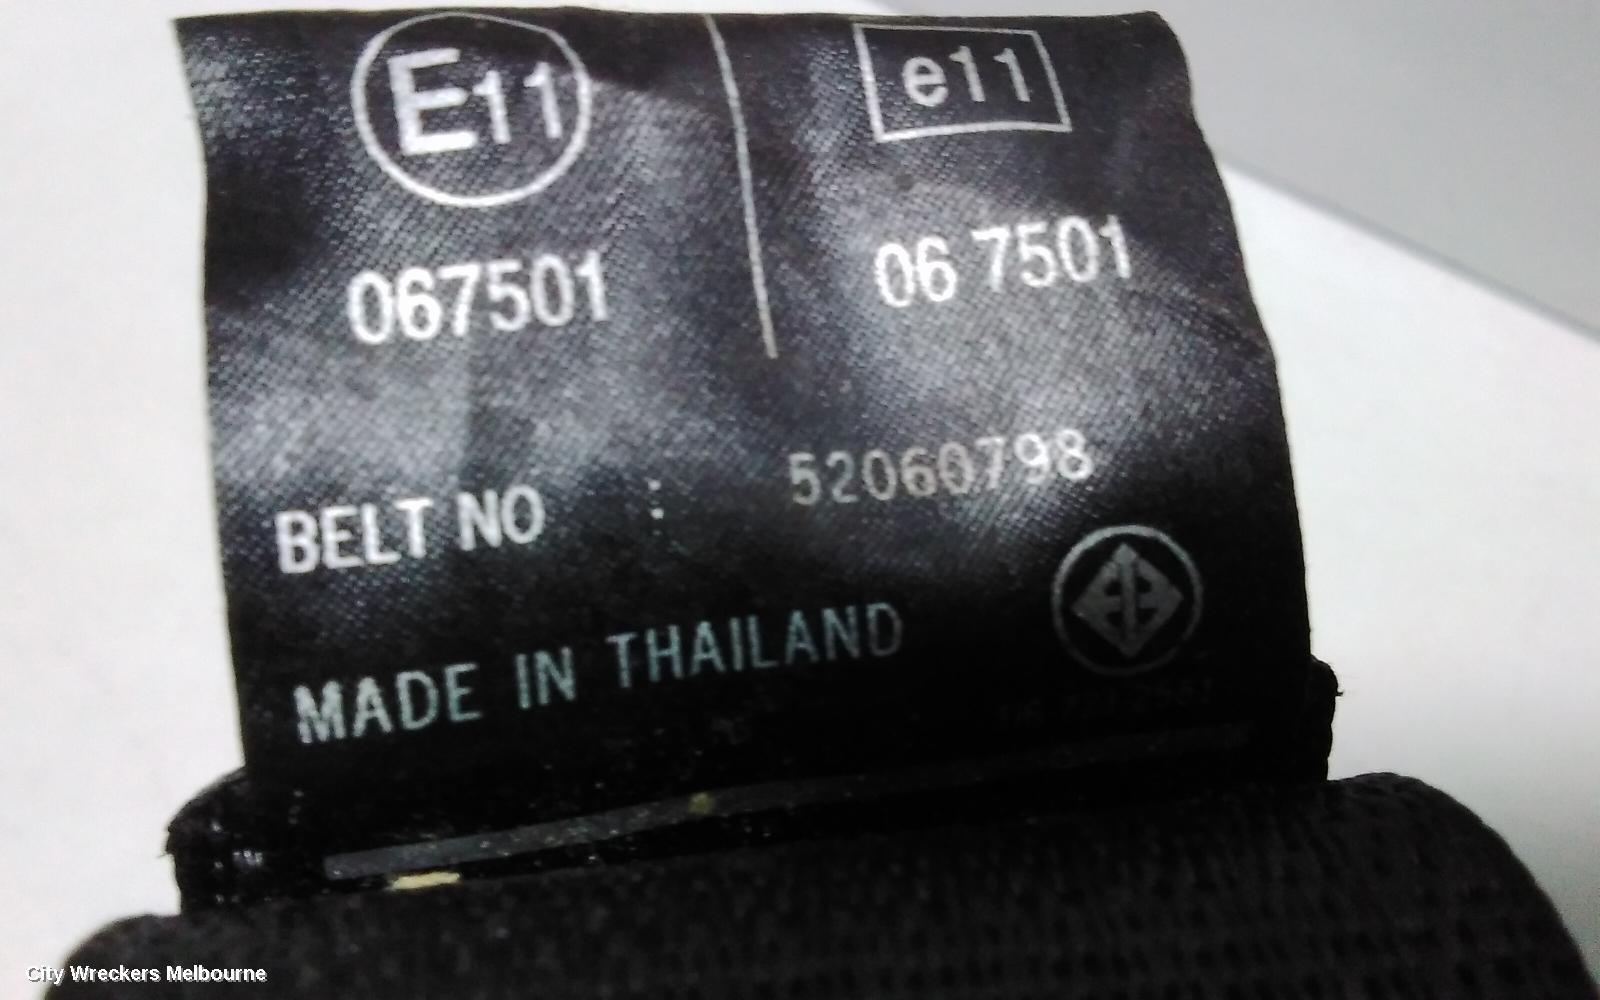 E11
e11
067501
06 7501
BELT NO : 52060798
MADE IN THAILAND
City Wreckers Melbourne